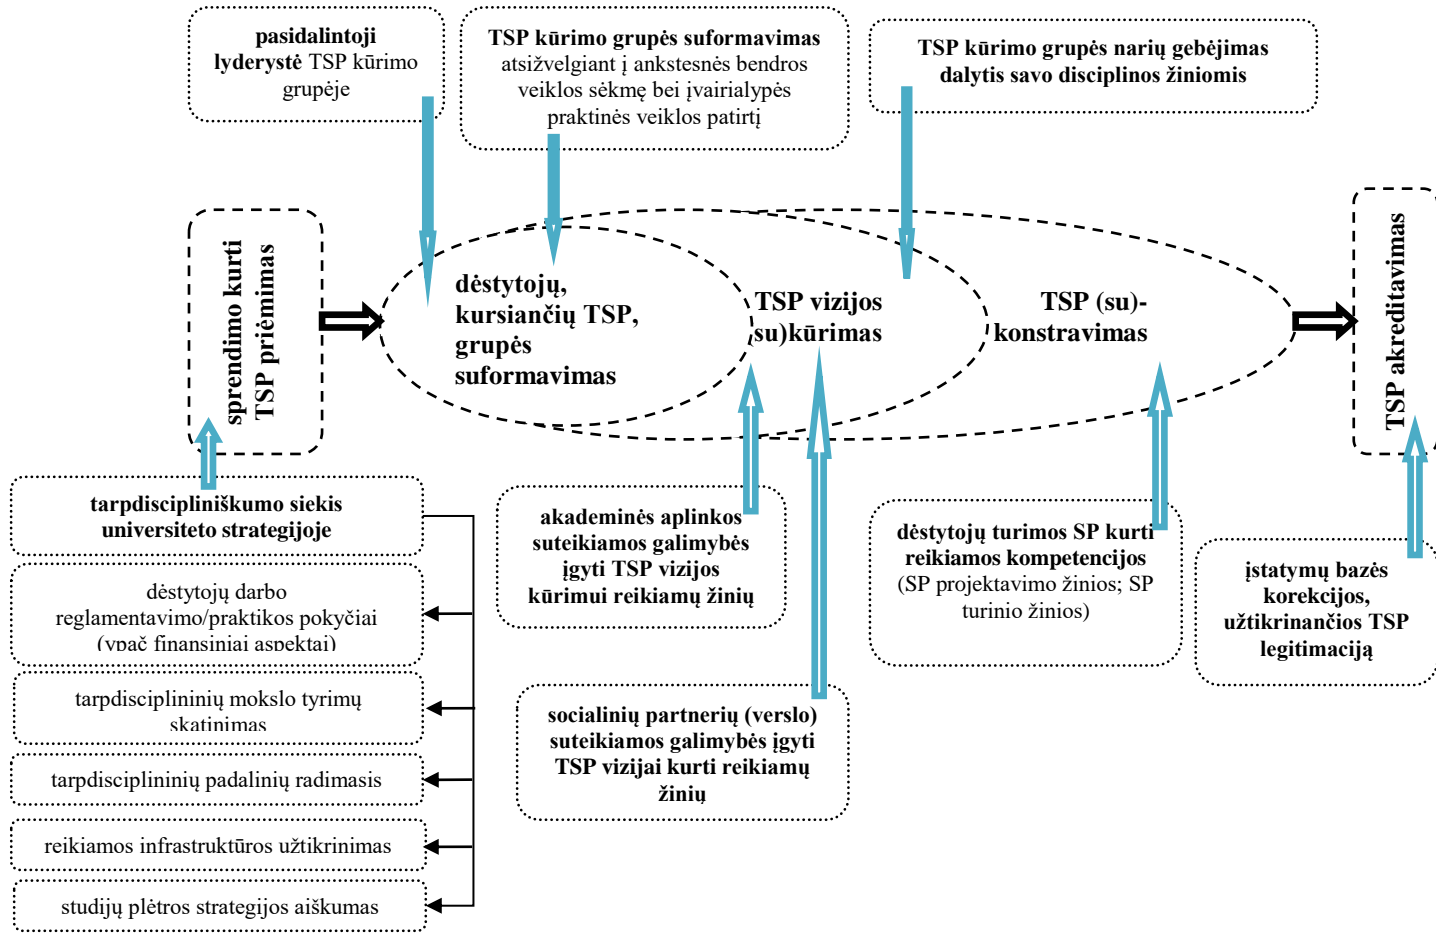 pasidalintoji
lyderystė TSP kūrimo
grupėje
TSP kūrimo grupės suformavimas
atsižvelgiant į ankstesnės bendros
veiklos sėkmę bei įvairialypės
praktinės veiklos patirtį
TSP kūrimo grupės narių gebėjimas
dalytis savo disciplinos žiniomis
sprendimo kurti
TSP priėmimas
dėstytojų,
kursiančių TSP,
grupės
suformavimas
TSP vizijos
su)kūrimas
TSP (su)-
konstravimas
TSP akreditavimas
tarpdiscipliniškumo siekis
universiteto strategijoje
dėstytojų darbo
reglamentavimo/praktikos pokyčiai
(ypač finansiniai aspektai)
tarpdisciplininių mokslo tyrimų
skatinimas
tarpdisciplininių padalinių radimasis
reikiamos infrastruktūros užtikrinimas
studijų plėtros strategijos aiškumas
akademinės aplinkos
suteikiamos galimybės
įgyti TSP vizijos
kūrimui reikiamų žinių
socialinių partnerių (verslo)
suteikiamos galimybės įgyti
TSP vizijai kurti reikiamų
žinių
dėstytojų turimos SP kurti
reikiamos kompetencijos
(SP projektavimo žinios; SP
turinio žinios)
įstatymų bazės
korekcijos,
užtikrinančios TSP
legitimaciją